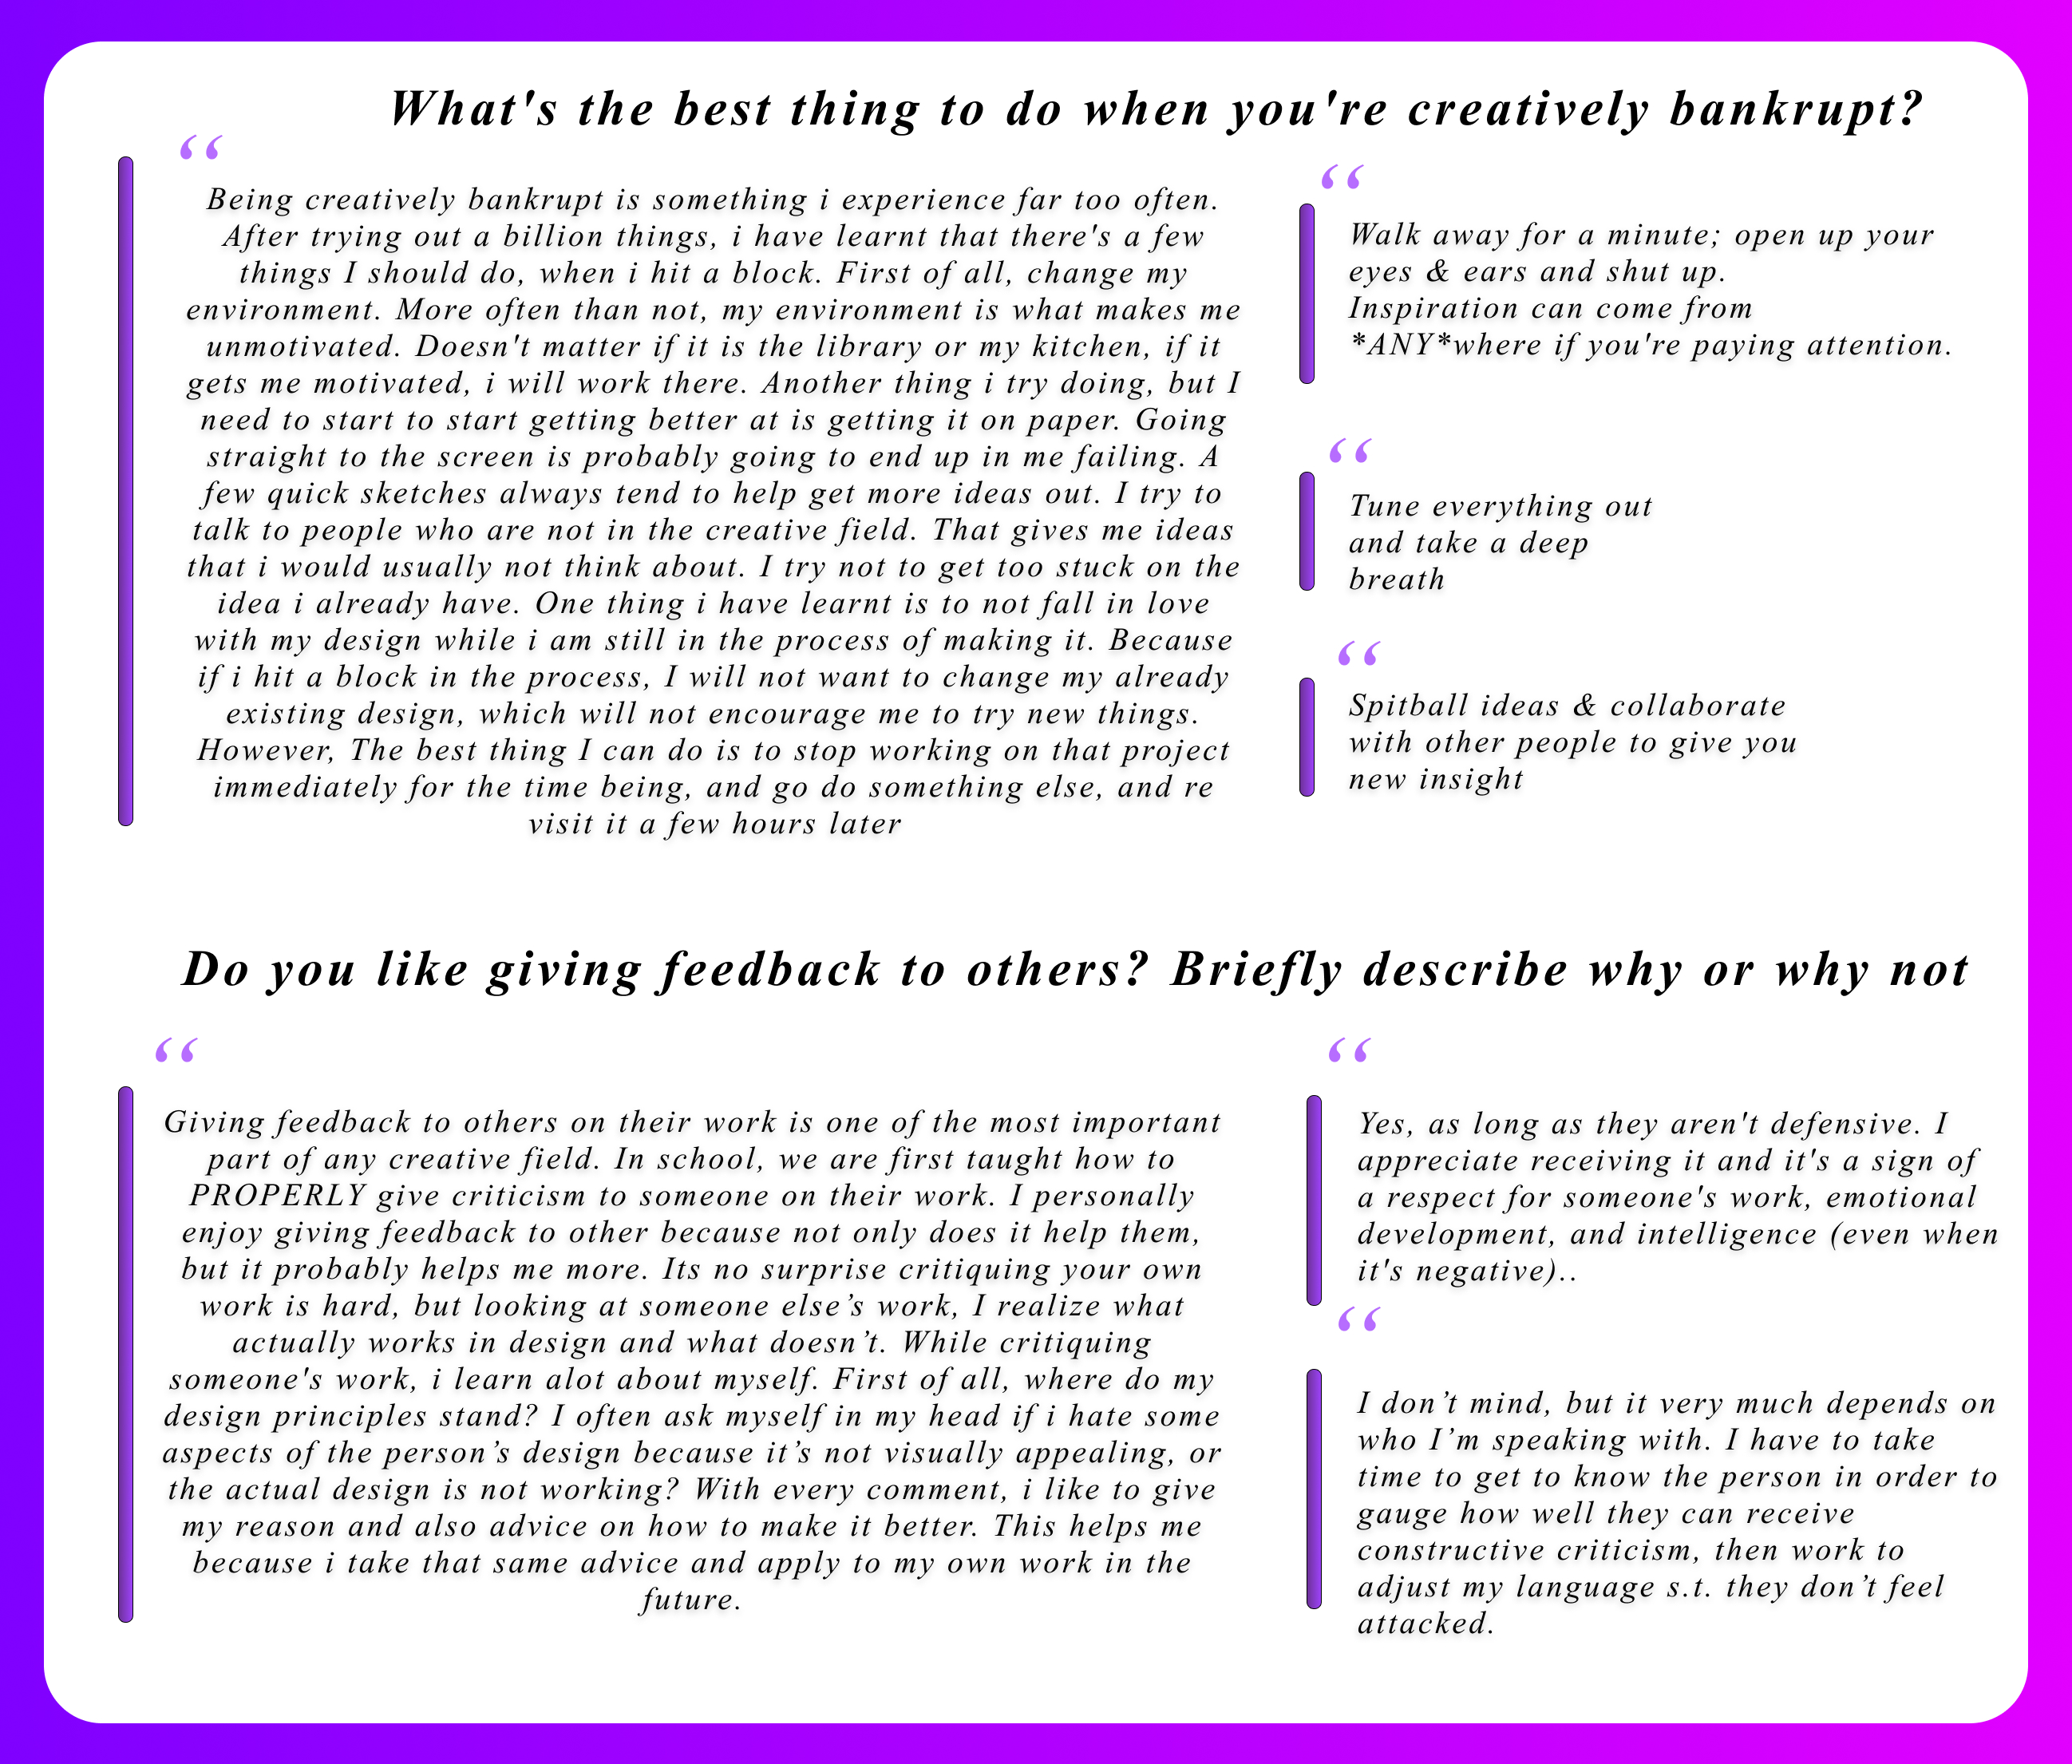 What's the best thing to do when you're creatively bankrupt?
“
Being creatively bankrupt is something i experience far too often.
After trying out a billion things, i have learnt that there's a few
things I should do, when i hit a block. First of all, change my
environment. More often than not, my environment is what makes me
unmotivated. Doesn't matter if it is the library or my kitchen, if it
gets me motivated, i will work there. Another thing i try doing, but I
need to start to start getting better at is getting it on paper. Going
straight to the screen is probably going to end up in me failing. A
few quick sketches always tend to help get more ideas out. I try to
talk to people who are not in the creative field. That gives me ideas
that i would usually not think about. I try not to get too stuck on the
idea i already have. One thing i have learnt is to not fall in love
with my design while i am still in the process of making it. Because
if i hit a block in the process, I will not want to change my already
existing design, which will not encourage me to try new things.
However, The best thing I can do is to stop working on that project
immediately for the time being, and go do something else, and re
visit it a few hours later
“
Walk away for a minute; open up your
eyes & ears and shut up.
Inspiration can come from
*ANY*where if you're paying attention.
“
Tune everything out
and take a deep
breath
“
Spitball ideas & collaborate
with other people to give you
new insight
Do you like giving feedback to others? Briefly describe why or why not
“
Giving feedback to others on their work is one of the most important
part of any creative field. In school, we are first taught how to
PROPERLY give criticism to someone on their work. I personally
enjoy giving feedback to other because not only does it help them,
but it probably helps me more. Its no surprise critiquing your own
work is hard, but looking at someone else’s work, I realize what
actually works in design and what doesn’t. While critiquing
someone's work, i learn alot about myself. First of all, where do my
design principles stand? I often ask myself in my head if i hate some
aspects of the person’s design because it’s not visually appealing, or
the actual design is not working? With every comment, i like to give
my reason and also advice on how to make it better. This helps me
because i take that same advice and apply to my own work in the
future.
“
Yes, as long as they aren't defensive. I
appreciate receiving it and it's a sign of
a respect for someone's work, emotional
development, and intelligence (even when
it's negative)..
“
I don’t mind, but it very much depends on
who I’m speaking with. I have to take
time to get to know the person in order to
gauge how well they can receive
constructive criticism, then work to
adjust my language s.t. they don’t feel
attacked.